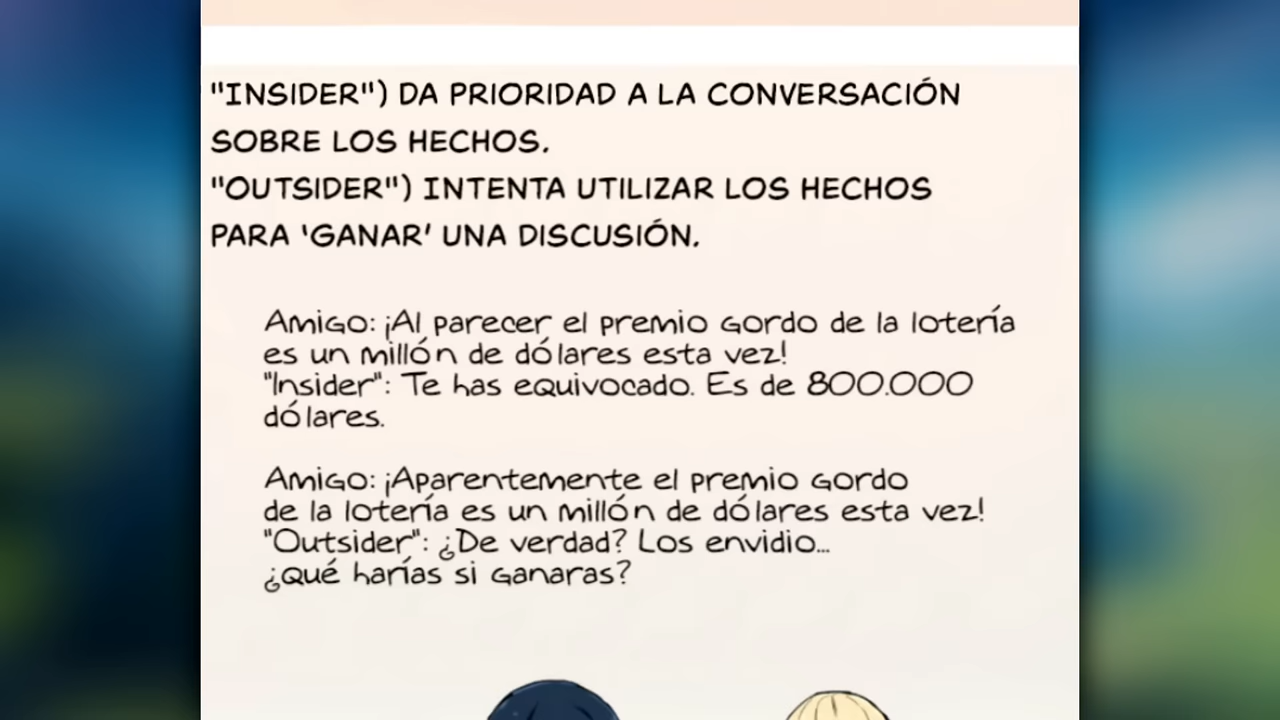 "INSIDER") DA PRIORIDAD A LA CONVERSACIÓN
SOBRE LOS HECHOS.
"OUTSIDER") INTENTA UTILIZAR LOS HECHOS
PARA 'GANAR' UNA DISCUSIÓN.
Amigo: ¡Al parecer el premio gordo de la lotería
es un millón de dólares esta vez!
"Insider": Te has equivocado. Es de 800.000
dólares.
Amigo: ¡Aparentemente el premio gordo
de la lotería es un millón de dólares esta vez!
"Outsider": ¿De verdad? Los envidio...
¿Qué harías si ganaras?